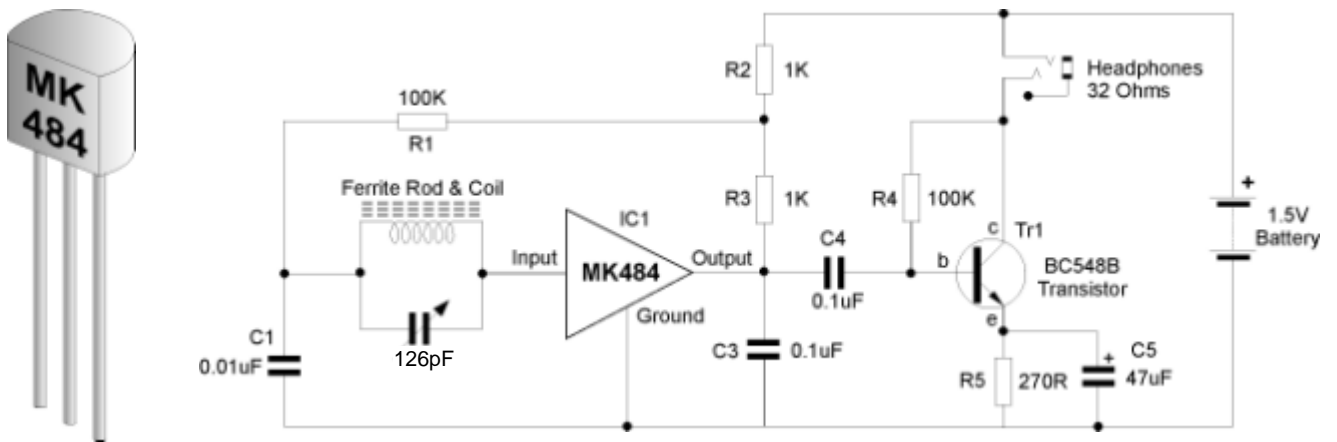 MK
484
100K
R1
Ferrite Rod & Coil
Input
IC1
MK484
Output
Ground
C1
0.01uF
126pF
R2
1K
R3
1K
C4
0.1uF
C3
0.1uF
R4
100K
Headphones
32 Ohms
c
Tr1
b
BC548B
Transistor
e
R5
270R
+
C5
47uF
+
1.5V
Battery